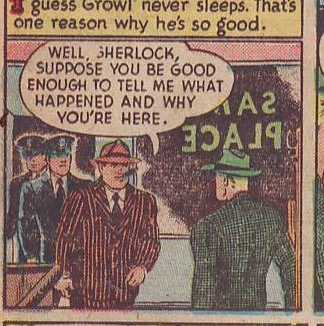 I guess Growl never sleeps. That's
one reason why he's so good.
WELL, SHERLOCK,
SUPPOSE YOU BE GOOD
ENOUGH TO TELL ME WHAT
HAPPENED AND WHY
YOU'RE HERE.
PLACE